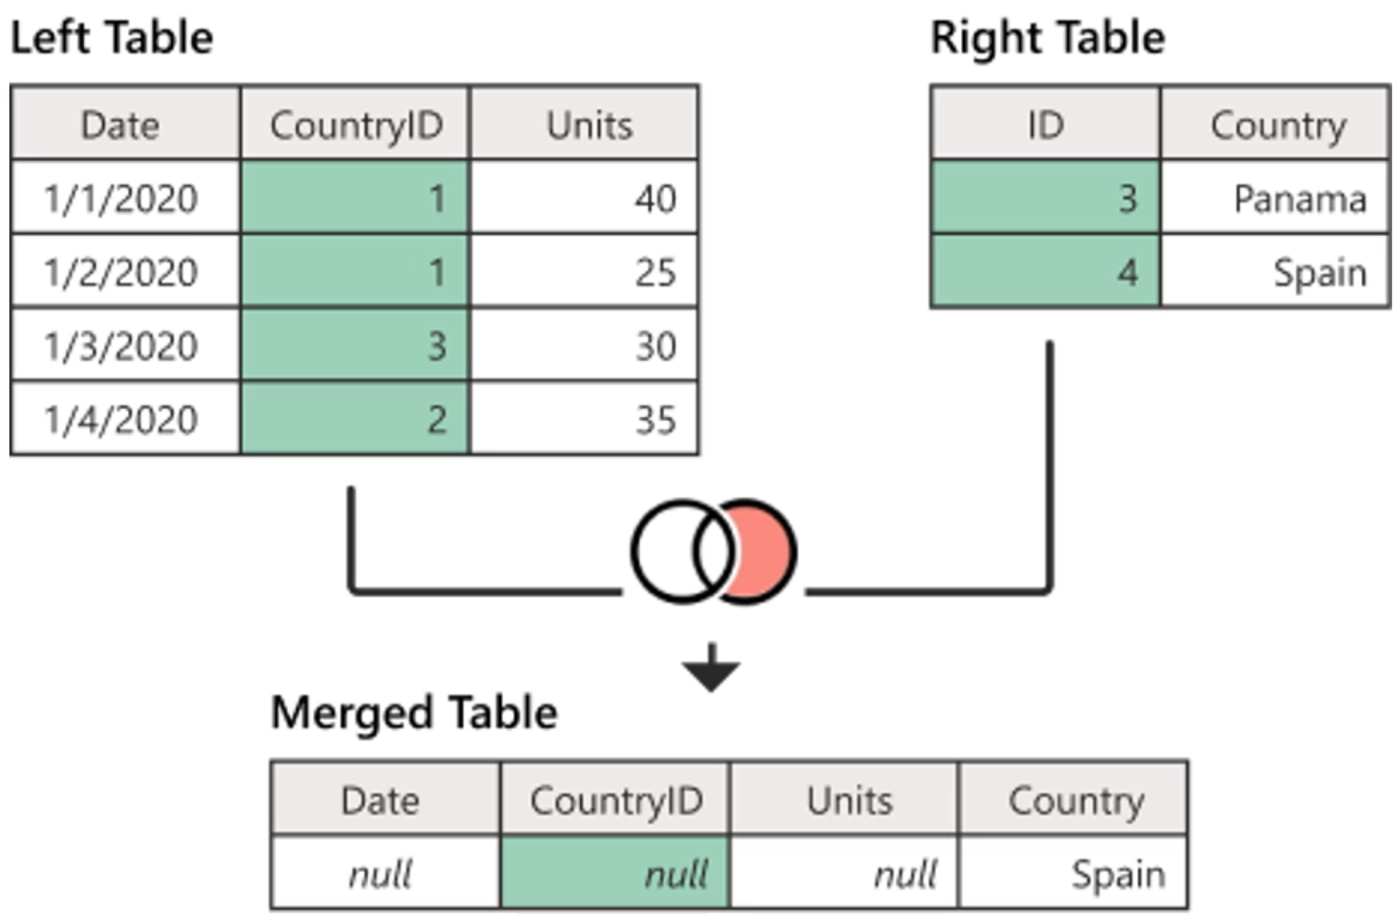 Left Table
Right Table
Date CountryID Units
1/1/2020 1 40
1/2/2020 1 25
1/3/2020 3 30
1/4/2020 2 35
ID Country
3 Panama
4 Spain
Merged Table
Date CountryID Units Country
null null null Spain